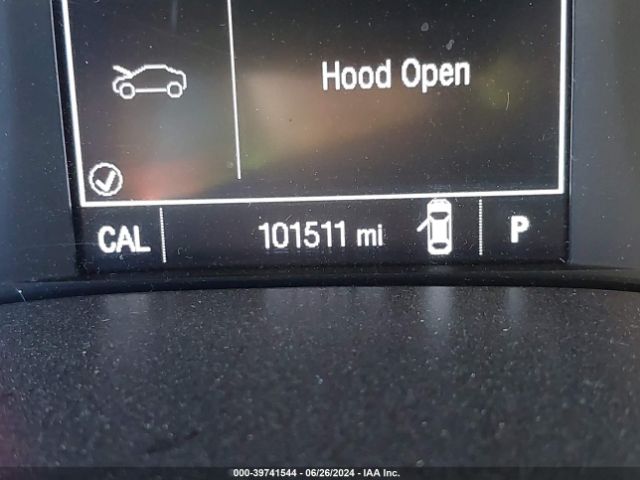 Hood Open
CAL 101511 mi P
000-39741544 - 06/26/2024 - IAA Inc.